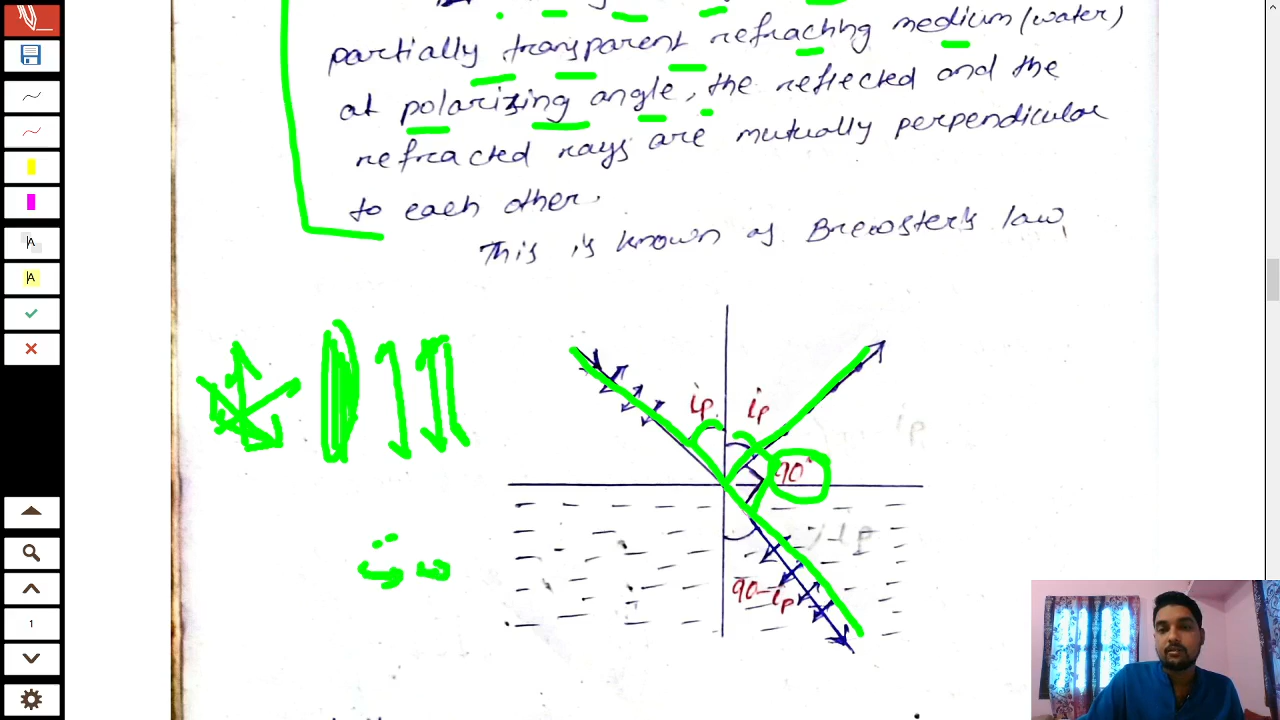 partially transparent refracting medium (water)
at polarizing angle, the reflected and the
refracted rays are mutually perpendicular
to each other.
This is known as Brewster's law
ip ip
90°
90-ip
A
A
1